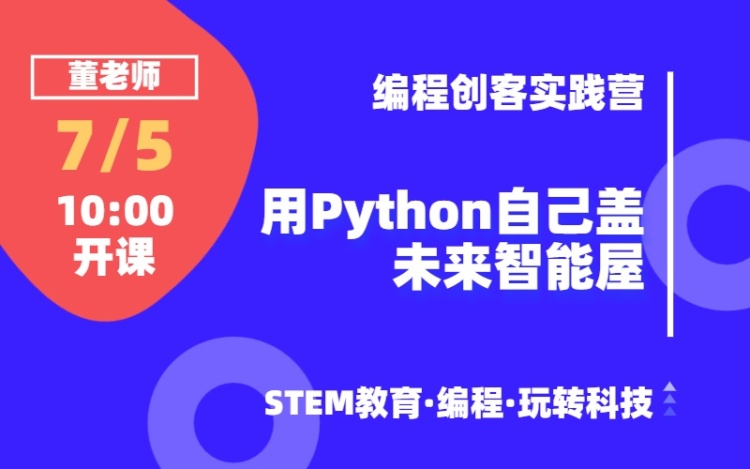 董老师
7/5
10:00
开课
编程创客实践营
用Python自己盖
未来智能屋
STEM教育·编程·玩转科技